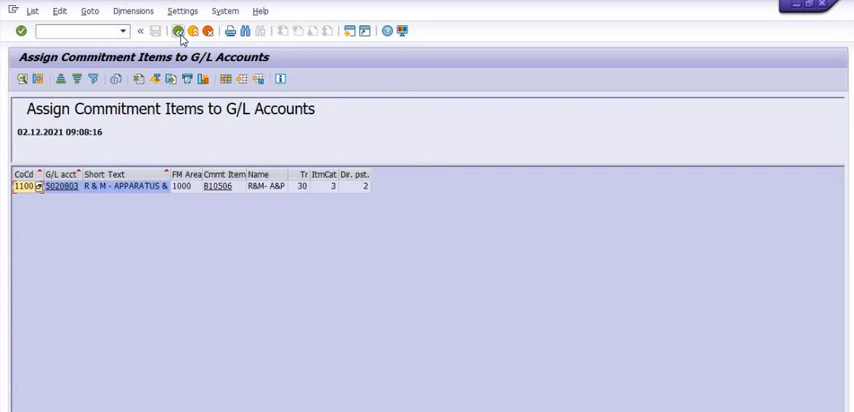 List Edit Goto Dimensions Settings System Help
Assign Commitment Items to G/L Accounts
Assign Commitment Items to G/L Accounts
02.12.2021 09:08:16
CoCd G/L acct Short Text FM Area Cmmt Item Name Tr ItmCat Dir. pst.
1100 5020803 R & M - APPARATUS & 1000 B10506 R&M- A&P 30 3 2